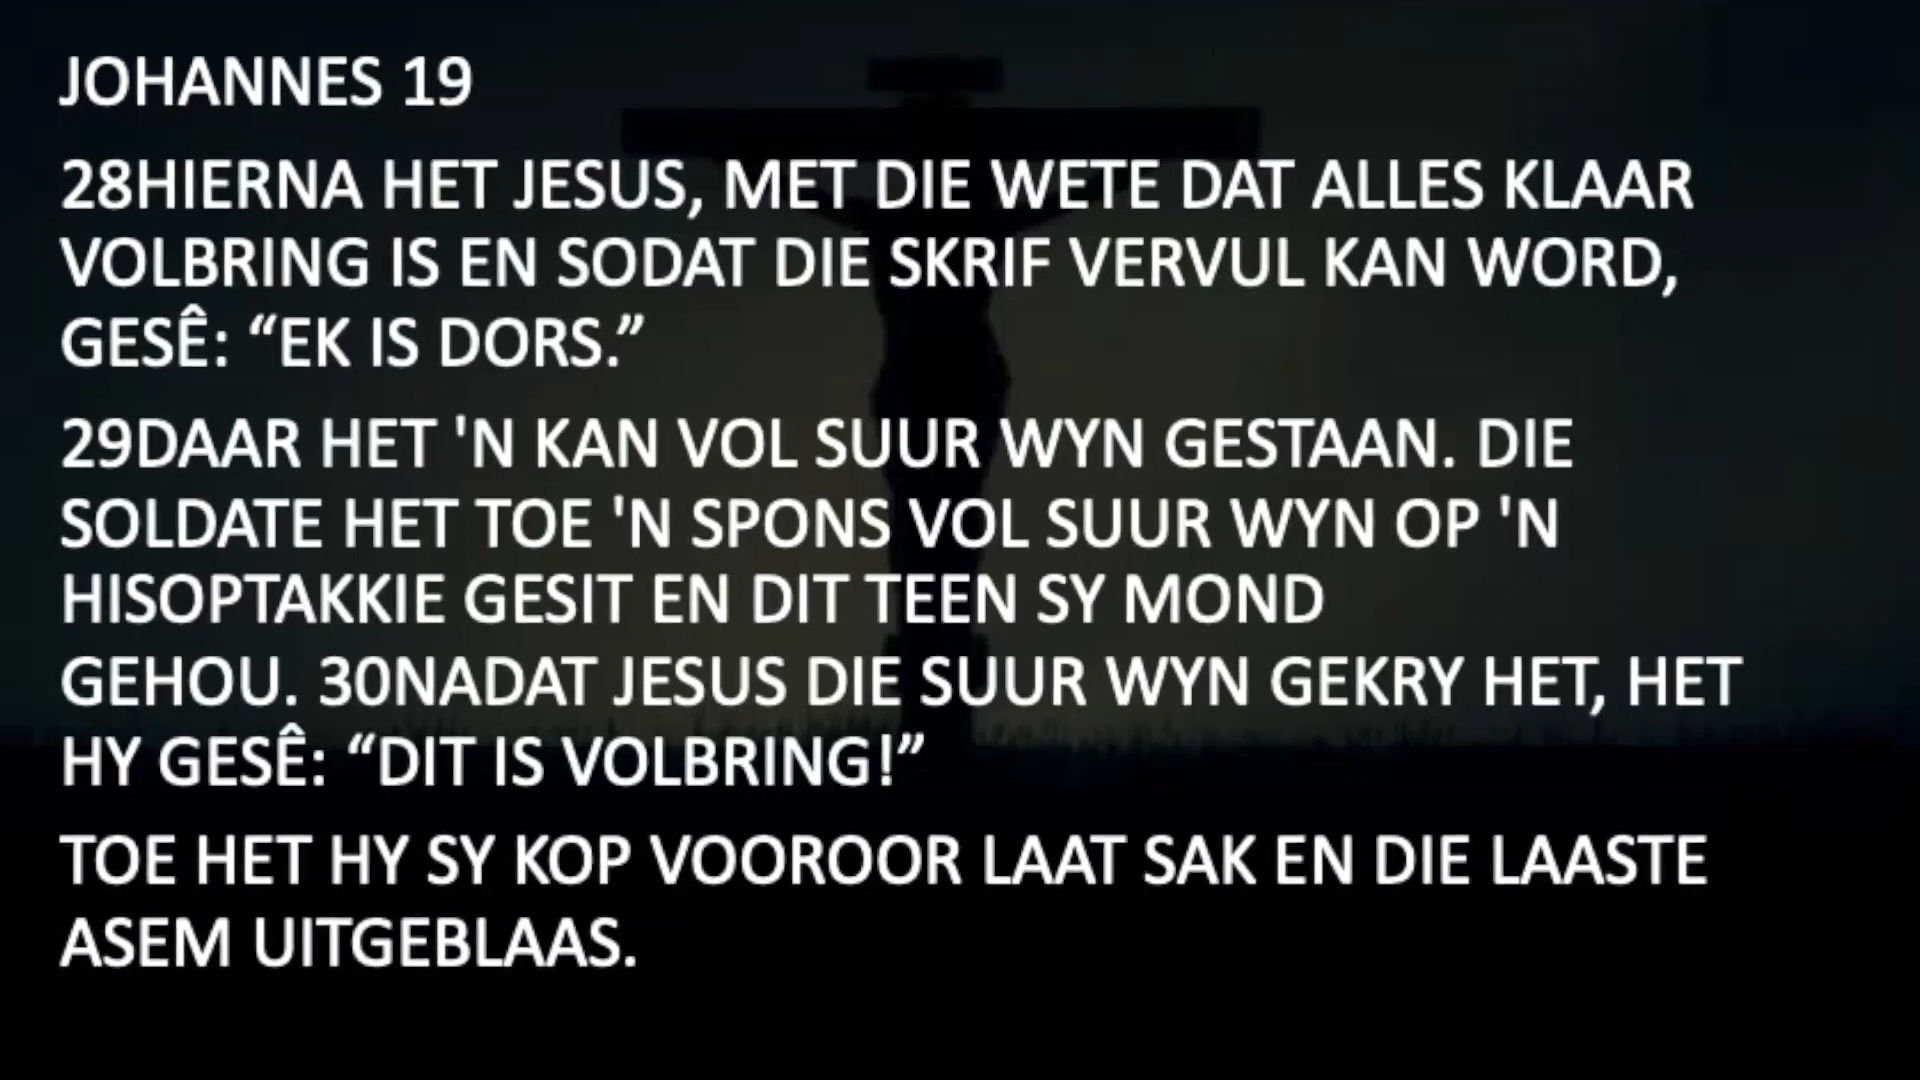 JOHANNES 19
28HIERNA HET JESUS, MET DIE WETE DAT ALLES KLAAR
VOLBRING IS EN SODAT DIE SKRIF VERVUL KAN WORD,
GESÊ: “EK IS DORS.”
29DAAR HET 'N KAN VOL SUUR WYN GESTAAN. DIE
SOLDATE HET TOE 'N SPONS VOL SUUR WYN OP 'N
HISOPTAKKIE GESIT EN DIT TEEN SY MOND
GEHOU. 30NADAT JESUS DIE SUUR WYN GEKRY HET, HET
HY GESÊ: “DIT IS VOLBRING!”
TOE HET HY SY KOP VOOROOR LAAT SAK EN DIE LAASTE
ASEM UITGEBLAAS.